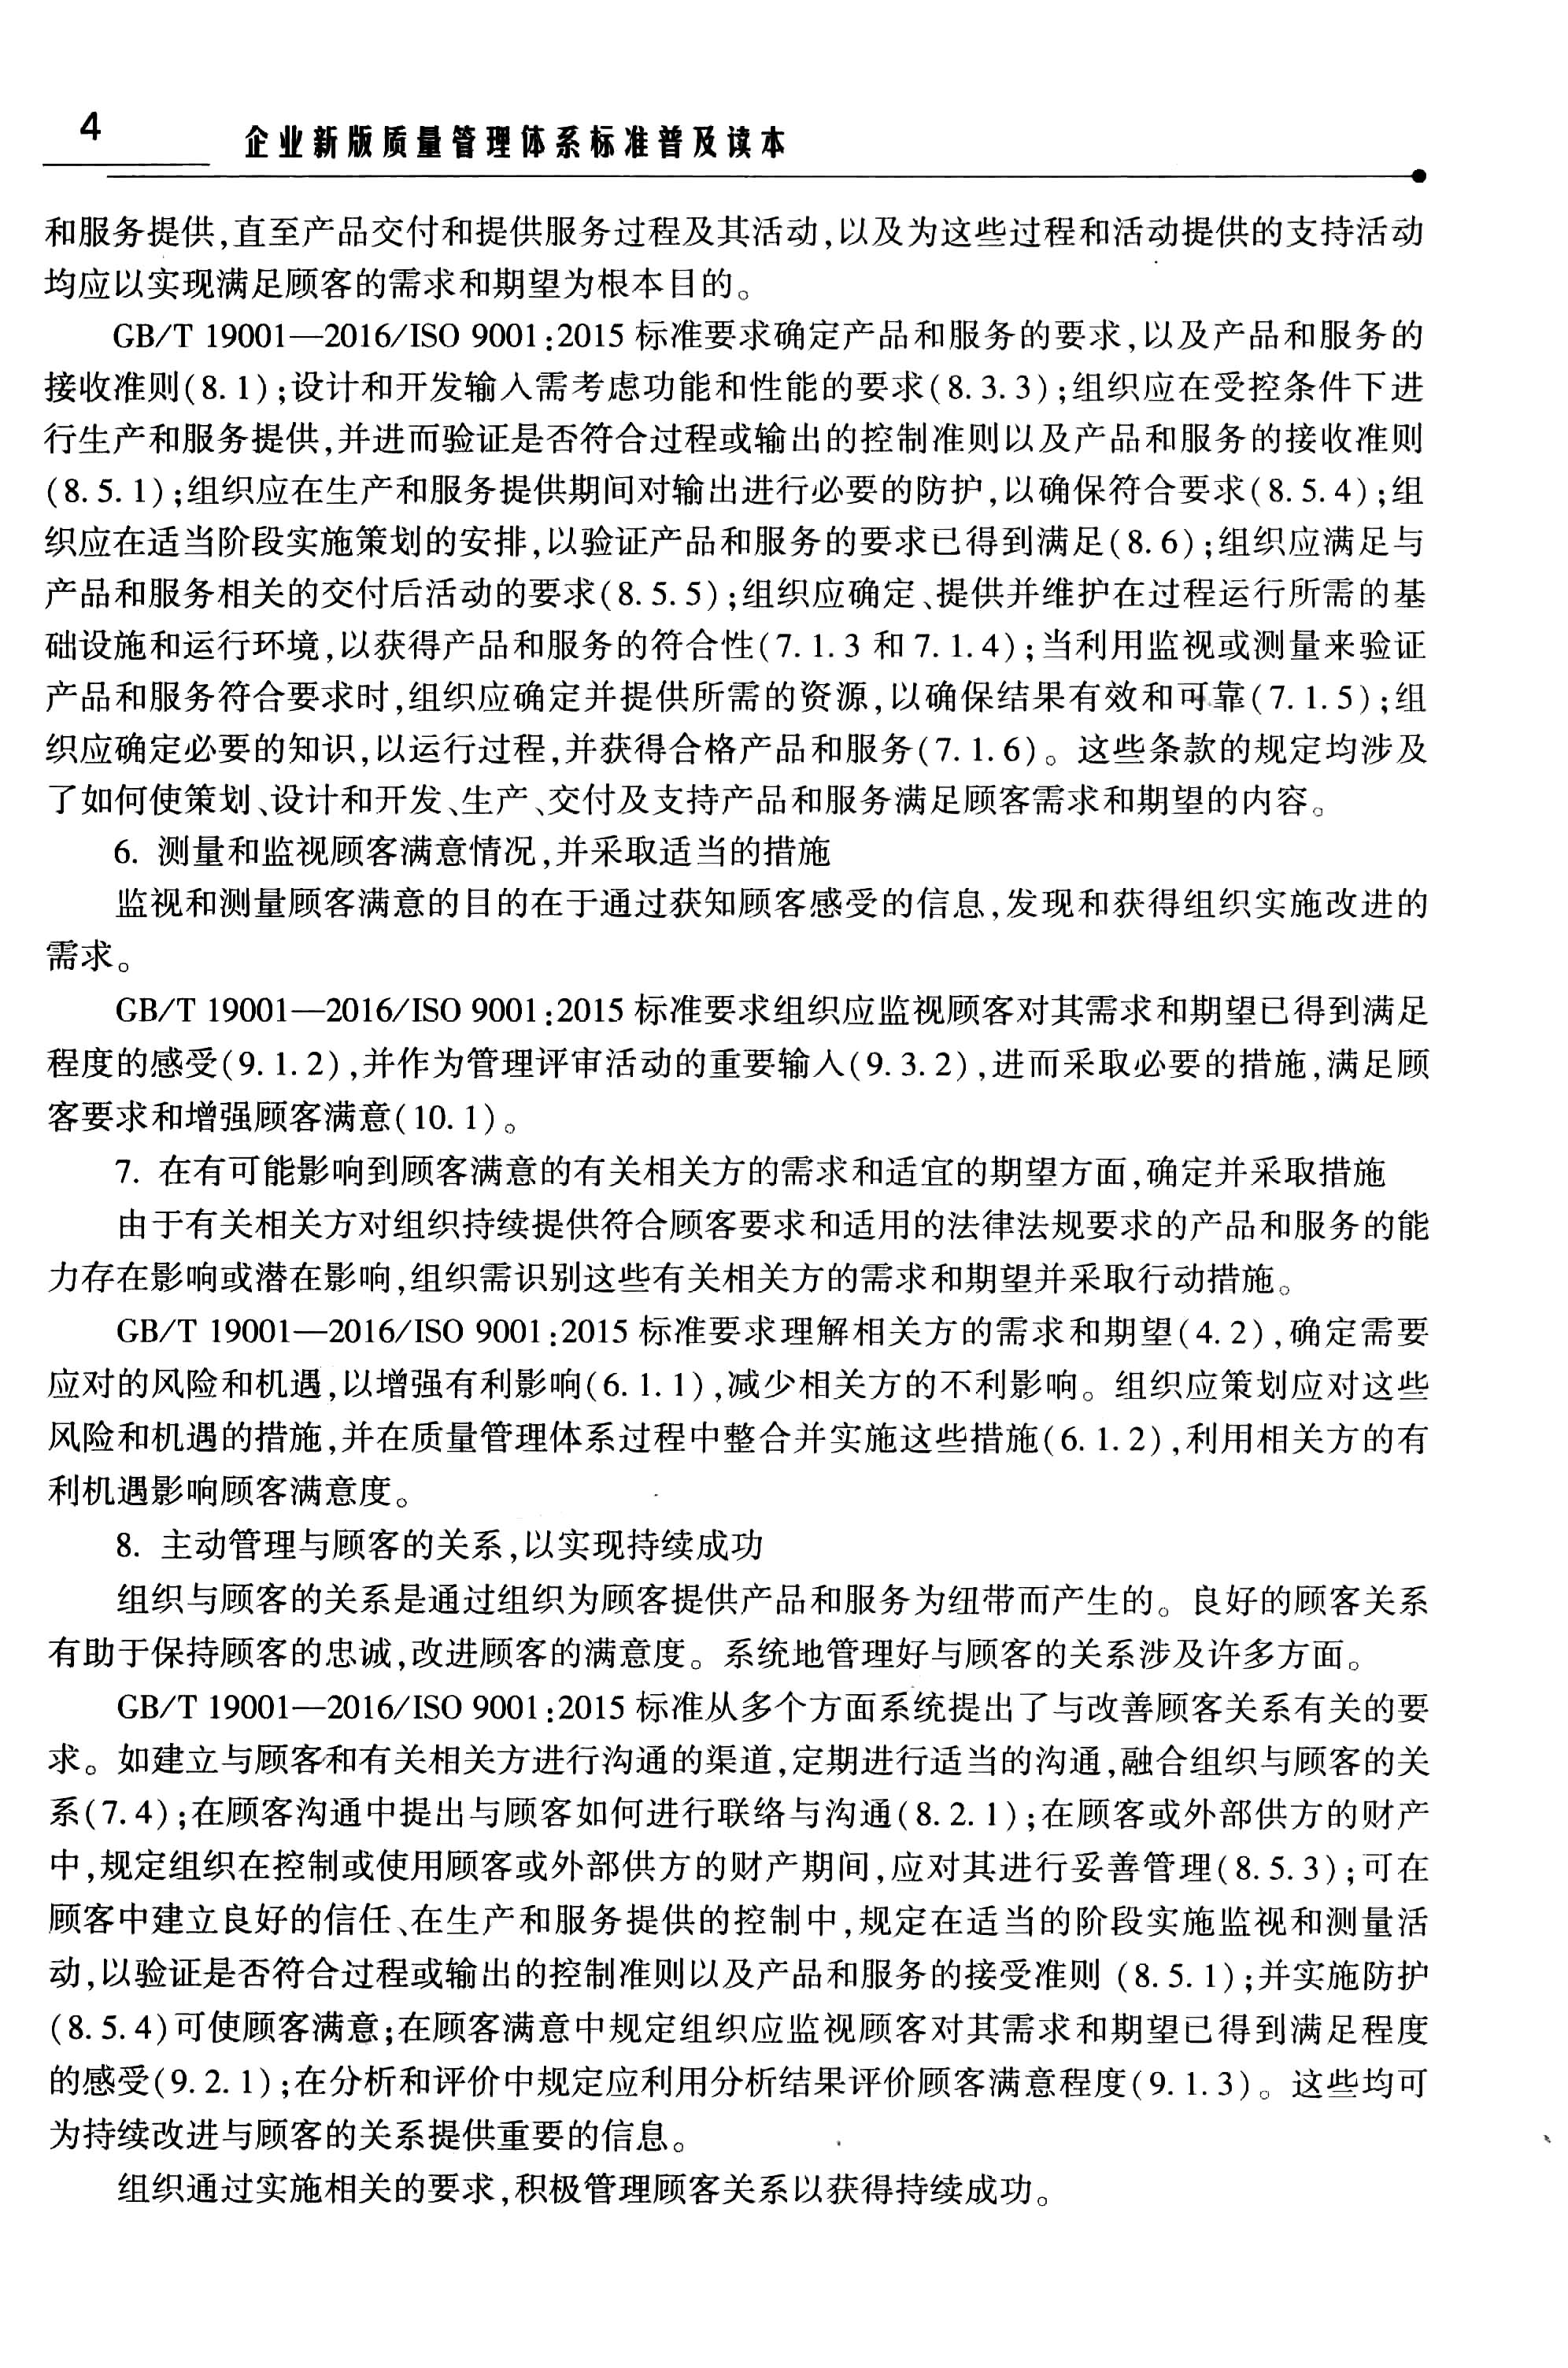 4
企业新版质量管理体系标准普及读本
和服务提供,直至产品交付和提供服务过程及其活动,以及为这些过程和活动提供的支持活动
均应以实现满足顾客的需求和期望为根本目的。
GB/T 19001—2016/ISO 9001:2015 标准要求确定产品和服务的要求,以及产品和服务的
接收准则(8. 1);设计和开发输入需考虑功能和性能的要求(8. 3. 3);组织应在受控条件下进
行生产和服务提供,并进而验证是否符合过程或输出的控制准则以及产品和服务的接收准则
(8. 5. 1);组织应在生产和服务提供期间对输出进行必要的防护,以确保符合要求(8. 5. 4);组
织应在适当阶段实施策划的安排,以验证产品和服务的要求已得到满足(8. 6);组织应满足与
产品和服务相关的交付后活动的要求(8. 5. 5);组织应确定、提供并维护在过程运行所需的基
础设施和运行环境,以获得产品和服务的符合性(7. 1. 3 和 7. 1. 4);当利用监视或测量来验证
产品和服务符合要求时,组织应确定并提供所需的资源,以确保结果有效和可靠(7. 1. 5);组
织应确定必要的知识,以运行过程,并获得合格产品和服务(7. 1. 6)。这些条款的规定均涉及
了如何使策划、设计和开发、生产、交付及支持产品和服务满足顾客需求和期望的内容。
6. 测量和监视顾客满意情况,并采取适当的措施
监视和测量顾客满意的目的在于通过获知顾客感受的信息,发现和获得组织实施改进的
需求。
GB/T 19001—2016/ISO 9001:2015 标准要求组织应监视顾客对其需求和期望已得到满足
程度的感受(9. 1. 2),并作为管理评审活动的重要输入(9. 3. 2),进而采取必要的措施,满足顾
客要求和增强顾客满意(10. 1)。
7. 在有可能影响到顾客满意的有关相关方的需求和适宜的期望方面,确定并采取措施
由于有关相关方对组织持续提供符合顾客要求和适用的法律法规要求的产品和服务的能
力存在影响或潜在影响,组织需识别这些有关相关方的需求和期望并采取行动措施。
GB/T 19001—2016/ISO 9001:2015 标准要求理解相关方的需求和期望(4. 2),确定需要
应对的风险和机遇,以增强有利影响(6. 1. 1),减少相关方的不利影响。组织应策划应对这些
风险和机遇的措施,并在质量管理体系过程中整合并实施这些措施(6. 1. 2),利用相关方的有
利机遇影响顾客满意度。
8. 主动管理与顾客的关系,以实现持续成功
组织与顾客的关系是通过组织为顾客提供产品和服务为纽带而产生的。良好的顾客关系
有助于保持顾客的忠诚,改进顾客的满意度。系统地管理好与顾客的关系涉及许多方面。
GB/T 19001—2016/ISO 9001:2015 标准从多个方面系统提出了与改善顾客关系有关的要
求。如建立与顾客和有关相关方进行沟通的渠道,定期进行适当的沟通,融合组织与顾客的关
系(7. 4);在顾客沟通中提出与顾客如何进行联络与沟通(8. 2. 1);在顾客或外部供方的财产
中,规定组织在控制或使用顾客或外部供方的财产期间,应对其进行妥善管理(8. 5. 3);可在
顾客中建立良好的信任、在生产和服务提供的控制中,规定在适当的阶段实施监视和测量活
动,以验证是否符合过程或输出的控制准则以及产品和服务的接受准则 (8. 5. 1);并实施防护
(8. 5. 4)可使顾客满意;在顾客满意中规定组织应监视顾客对其需求和期望已得到满足程度
的感受(9. 2. 1);在分析和评价中规定应利用分析结果评价顾客满意程度(9. 1. 3)。这些均可
为持续改进与顾客的关系提供重要的信息。
组织通过实施相关的要求,积极管理顾客关系以获得持续成功。